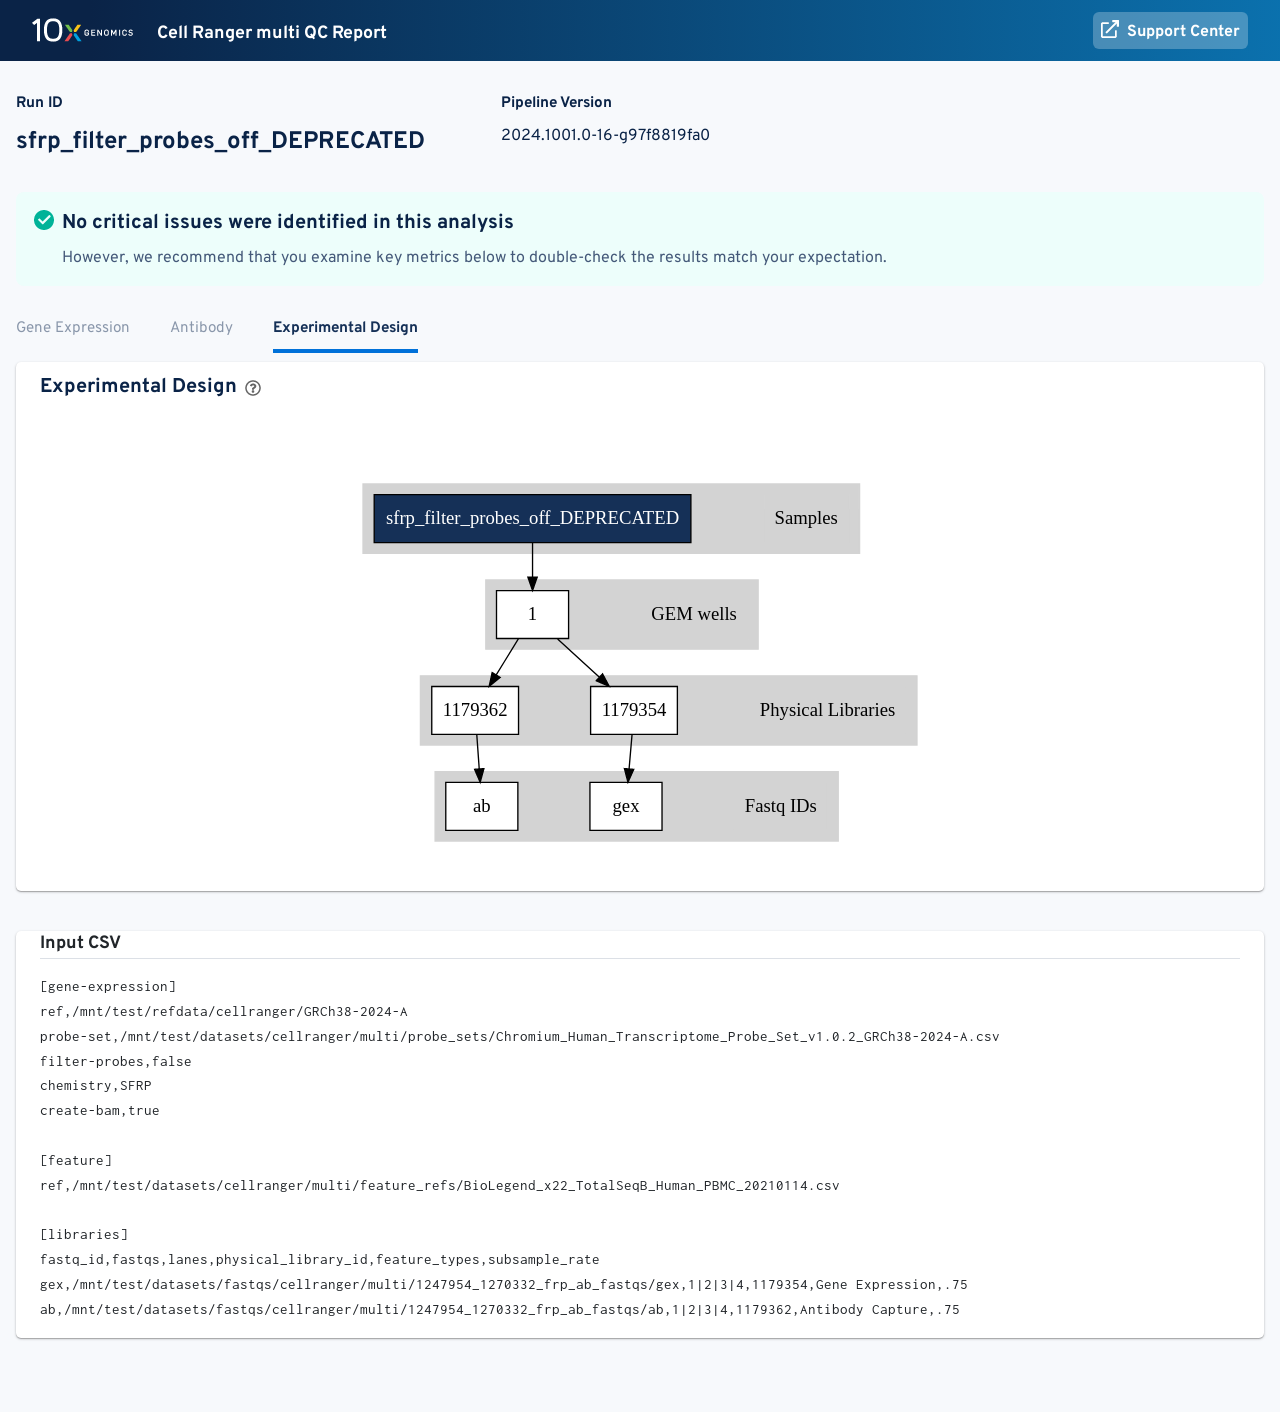 10X GENOMICS
Cell Ranger multi QC Report
Support Center
Run ID
Pipeline Version
sfrp_filter_probes_off_DEPRECATED
2024.1001.0-16-g97f8819fa0
No critical issues were identified in this analysis
However, we recommend that you examine key metrics below to double-check the results match your expectation.
Gene Expression
Antibody
Experimental Design
Experimental Design ?
sfrp_filter_probes_off_DEPRECATED
Samples
1
GEM wells
1179362
1179354
Physical Libraries
ab
gex
Fastq IDs
Input CSV
[gene-expression]
ref,/mnt/test/refdata/cellranger/GRCh38-2024-A
probe-set,/mnt/test/datasets/cellranger/multi/probe_sets/Chromium_Human_Transcriptome_Probe_Set_v1.0.2_GRCh38-2024-A.csv
filter-probes,false
chemistry,SFRP
create-bam,true
[feature]
ref,/mnt/test/datasets/cellranger/multi/feature_refs/BioLegend_x22_TotalSeqB_Human_PBMC_20210114.csv
[libraries]
fastq_id,fastqs,lanes,physical_library_id,feature_types,subsample_rate
gex,/mnt/test/datasets/fastqs/cellranger/multi/1247954_1270332_frp_ab_fastqs/gex,1|2|3|4,1179354,Gene Expression,.75
ab,/mnt/test/datasets/fastqs/cellranger/multi/1247954_1270332_frp_ab_fastqs/ab,1|2|3|4,1179362,Antibody Capture,.75